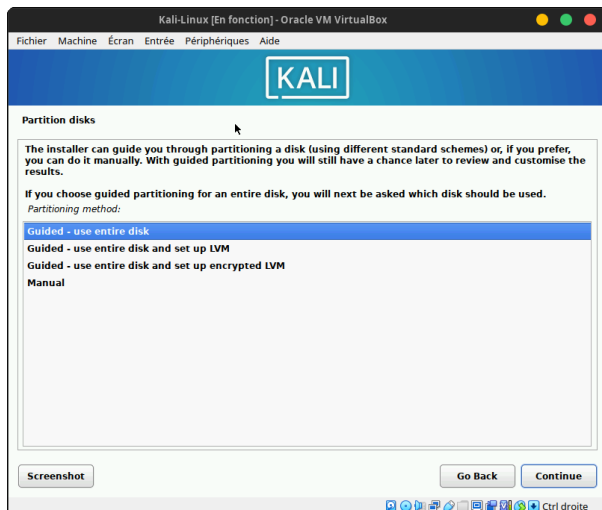 Kali-Linux [En fonction] - Oracle VM VirtualBox
Fichier Machine Écran Entrée Périphériques Aide
KALI
Partition disks
The installer can guide you through partitioning a disk (using different standard schemes) or, if you prefer,
you can do it manually. With guided partitioning you will still have a chance later to review and customise the
results.
If you choose guided partitioning for an entire disk, you will next be asked which disk should be used.
Partitioning method:
Guided - use entire disk
Guided - use entire disk and set up LVM
Guided - use entire disk and set up encrypted LVM
Manual
Screenshot Go Back Continue
Ctrl droite